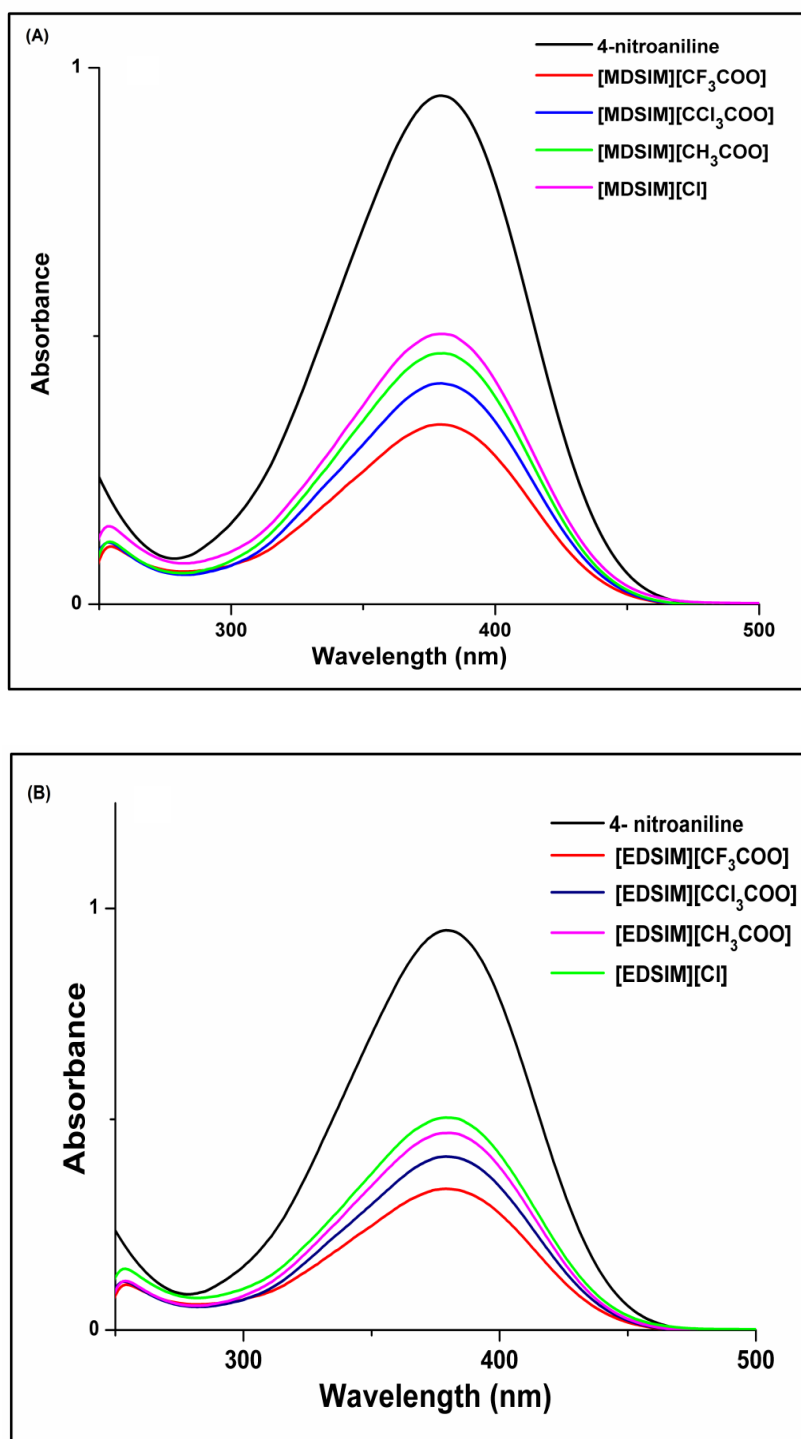 (A)
4-nitroaniline
[MDSIM][CF₃COO]
[MDSIM][CCl₃COO]
[MDSIM][CH₃COO]
[MDSIM][Cl]
1
0
Absorbance
300
400
500
Wavelength (nm)
(B)
4- nitroaniline
[EDSIM][CF₃COO]
[EDSIM][CCl₃COO]
[EDSIM][CH₃COO]
[EDSIM][Cl]
1
0
Absorbance
300
400
500
Wavelength (nm)